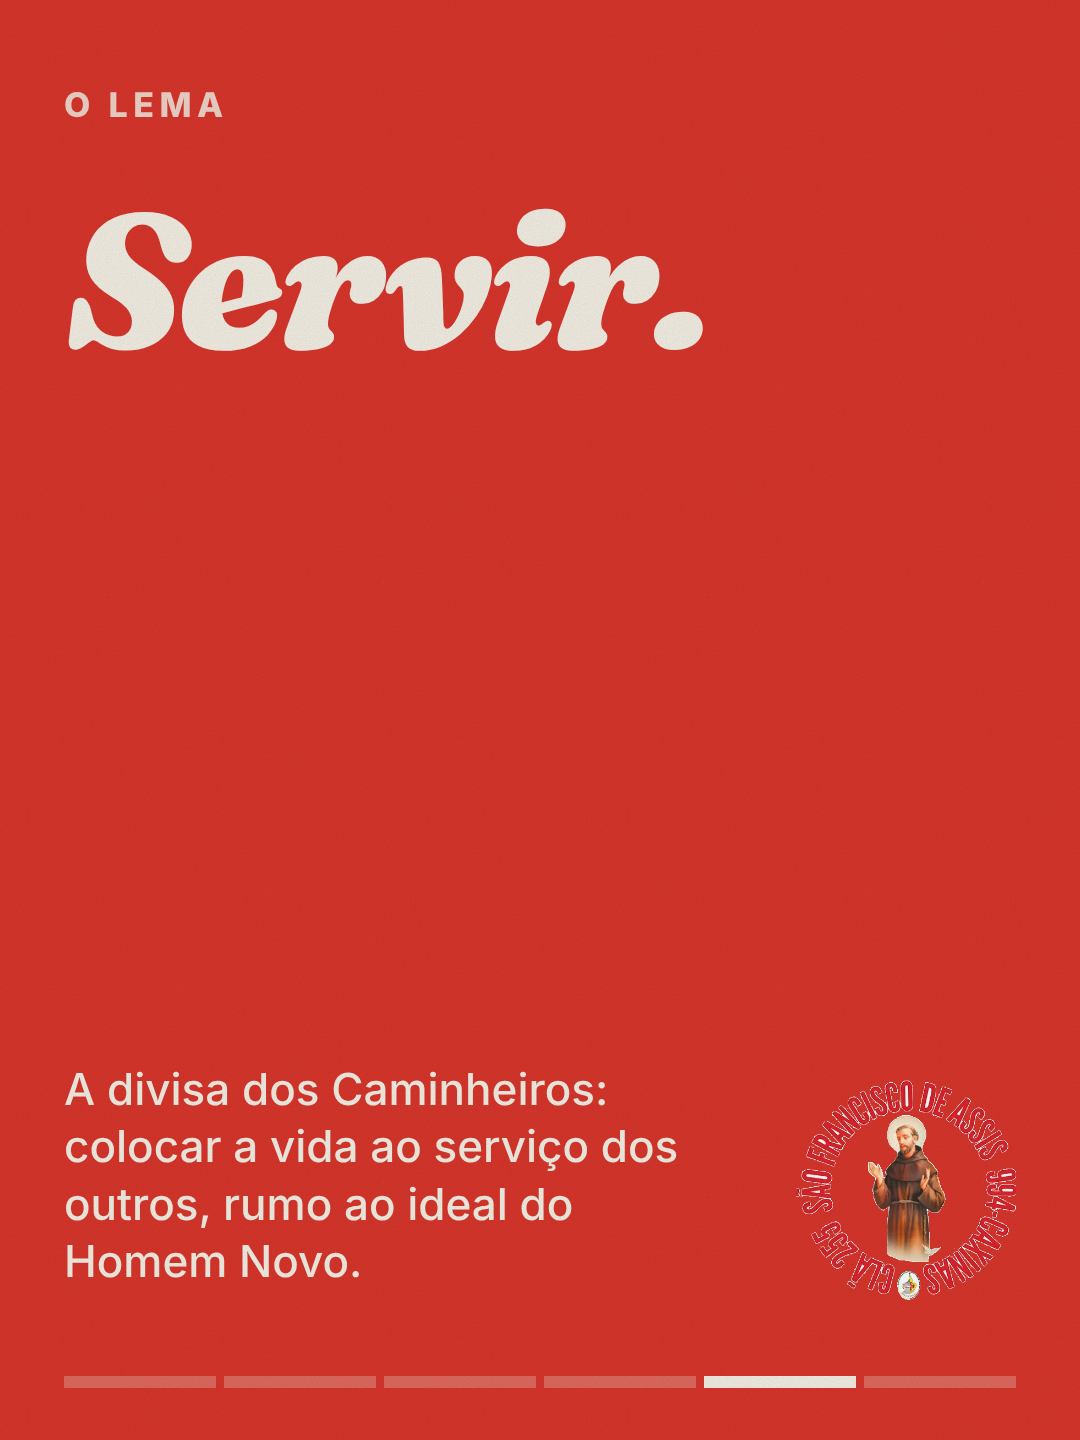 O LEMA
Servir.
A divisa dos Caminheiros:
colocar a vida ao serviço dos
outros, rumo ao ideal do
Homem Novo.
CLÃ 255 SÃO FRANCISCO DE ASSIS 994-CAXINAS